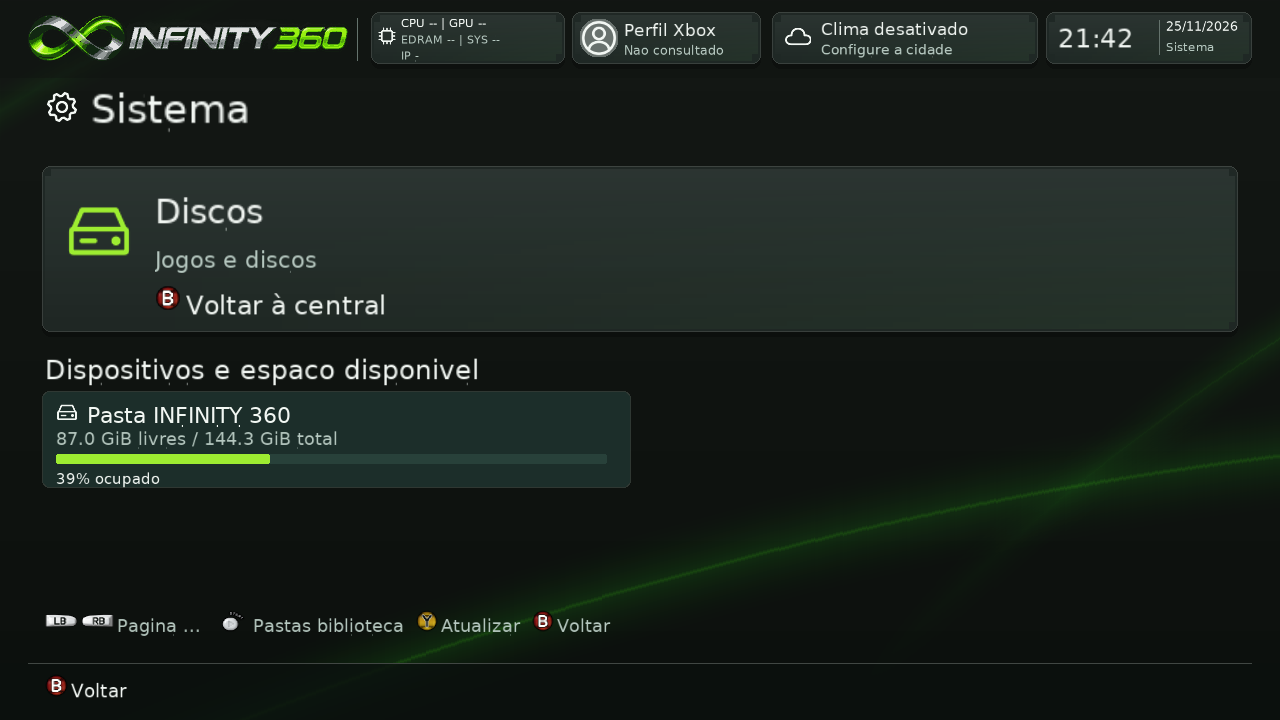 INFINITY 360
CPU -- | GPU --
EDRAM -- | SYS --
IP -
Perfil Xbox
Nao consultado
Clima desativado
Configure a cidade
21:42
25/11/2026
Sistema
Sistema
Discos
Jogos e discos
B Voltar à central
Dispositivos e espaco disponivel
Pasta INFINITY 360
87.0 GiB livres / 144.3 GiB total
39% ocupado
LB RB Pagina ... Pastas biblioteca Y Atualizar B Voltar
B Voltar